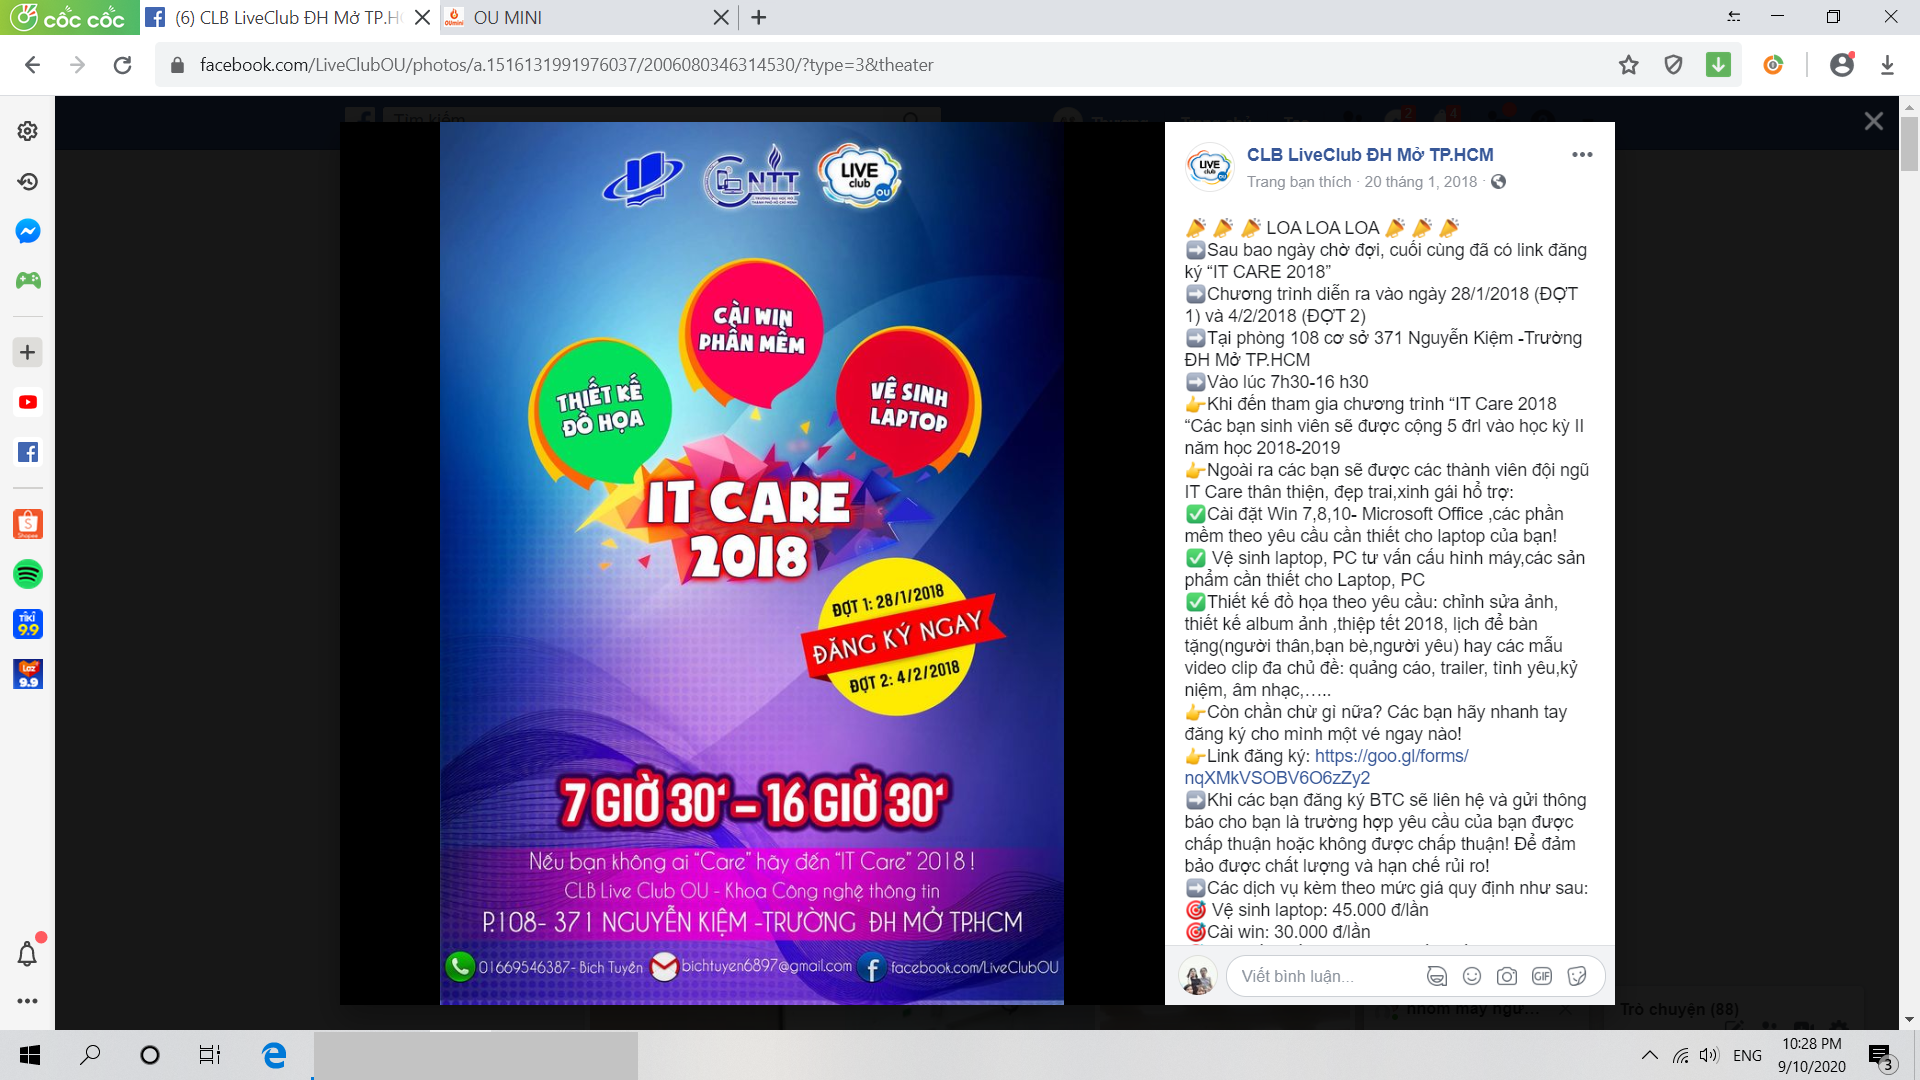 cốc cốc
(6) CLB LiveClub ĐH Mở TP.H
OU MINI
facebook.com/LiveClubOU/photos/a.1516131991976037/2006080346314530/?type=3&theater
Tìm kiếm
NTT
LIVE
club
OU
CÀI WIN
PHẦN MỀM
THIẾT KẾ
ĐỒ HỌA
VỆ SINH
LAPTOP
IT CARE
2018
ĐỢT 1: 28/1/2018
ĐĂNG KÝ NGAY
ĐỢT 2: 4/2/2018
7 GIỜ 30‘ – 16 GIỜ 30‘
Nếu bạn không ai “Care” hãy đến “IT Care” 2018 !
CLB Live Club OU - Khoa Công nghệ thông tin
P.108- 371 NGUYỄN KIỆM -TRƯỜNG ĐH MỞ TP.HCM
01669546387- Bích Tuyền
bichtuyen6897@gmail.com
facebook.com/LiveClubOU
CLB LiveClub ĐH Mở TP.HCM
Trang bạn thích · 20 tháng 1, 2018 ·
🎉 🎉 🎉 LOA LOA LOA 🎉 🎉 🎉
➡️Sau bao ngày chờ đợi, cuối cùng đã có link đăng
ký “IT CARE 2018”
➡️Chương trình diễn ra vào ngày 28/1/2018 (ĐỢT
1) và 4/2/2018 (ĐỢT 2)
➡️Tại phòng 108 cơ sở 371 Nguyễn Kiệm -Trường
ĐH Mở TP.HCM
➡️Vào lúc 7h30-16 h30
👉Khi đến tham gia chương trình “IT Care 2018
“Các bạn sinh viên sẽ được cộng 5 đrl vào học kỳ II
năm học 2018-2019
👉Ngoài ra các bạn sẽ được các thành viên đội ngũ
IT Care thân thiện, đẹp trai,xinh gái hổ trợ:
✅Cài đặt Win 7,8,10- Microsoft Office ,các phần
mềm theo yêu cầu cần thiết cho laptop của bạn!
✅ Vệ sinh laptop, PC tư vấn cấu hình máy,các sản
phẩm cần thiết cho Laptop, PC
✅Thiết kế đồ họa theo yêu cầu: chỉnh sửa ảnh,
thiết kế album ảnh ,thiệp tết 2018, lịch để bàn
tặng(người thân,bạn bè,người yêu) hay các mẫu
video clip đa chủ đề: quảng cáo, trailer, tình yêu,kỷ
niệm, âm nhạc,…..
👉Còn chần chừ gì nữa? Các bạn hãy nhanh tay
đăng ký cho mình một vé ngay nào!
👉Link đăng ký: https://goo.gl/forms/
nqXMkVSOBV6O6zZy2
➡️Khi các bạn đăng ký BTC sẽ liên hệ và gửi thông
báo cho bạn là trường hợp yêu cầu của bạn được
chấp thuận hoặc không được chấp thuận! Để đảm
bảo được chất lượng và hạn chế rủi ro!
➡️Các dịch vụ kèm theo mức giá quy định như sau:
🎯 Vệ sinh laptop: 45.000 đ/lần
🎯Cài win: 30.000 đ/lần
Viết bình luận...
GIF
Trò chuyện (88)
Shopee
TIKI
9.9
Laz
9.9
ENG
10:28 PM
9/10/2020
3